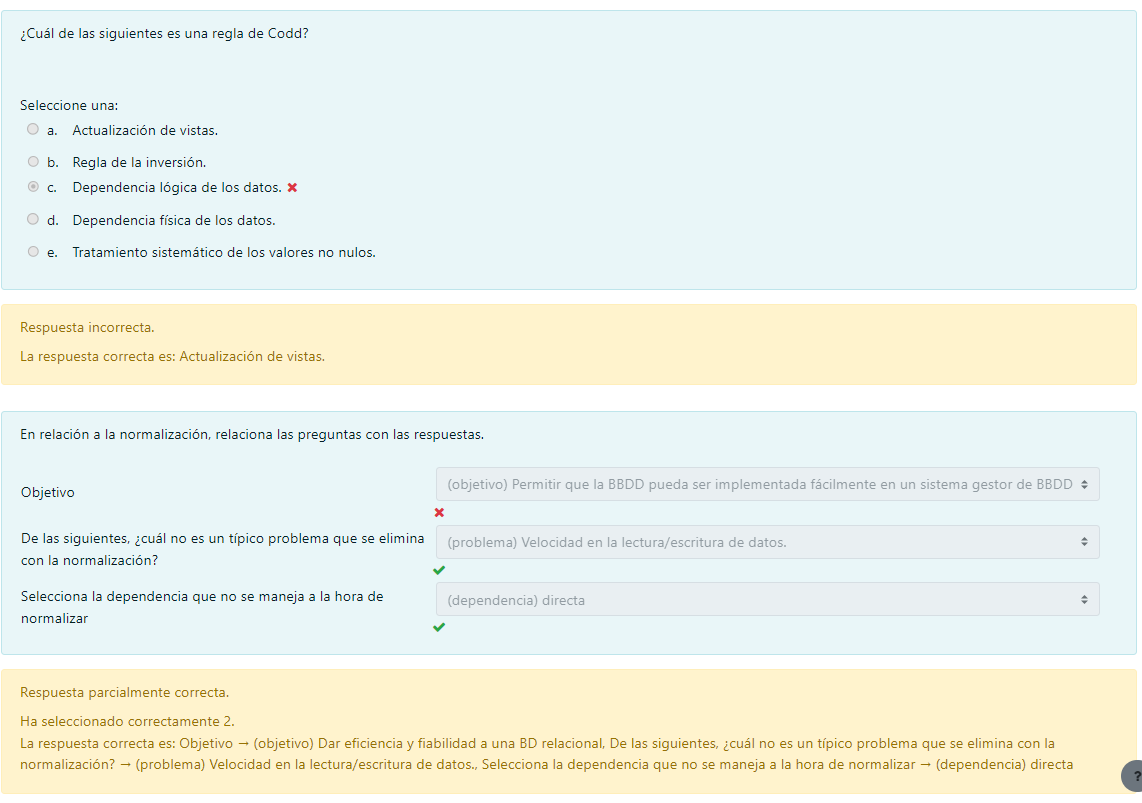 ¿Cuál de las siguientes es una regla de Codd?
Seleccione una:
a. Actualización de vistas.
b. Regla de la inversión.
c. Dependencia lógica de los datos.
d. Dependencia física de los datos.
e. Tratamiento sistemático de los valores no nulos.
Respuesta incorrecta.
La respuesta correcta es: Actualización de vistas.
En relación a la normalización, relaciona las preguntas con las respuestas.
Objetivo
(objetivo) Permitir que la BBDD pueda ser implementada fácilmente en un sistema gestor de BBDD
De las siguientes, ¿cuál no es un típico problema que se elimina
con la normalización?
(problema) Velocidad en la lectura/escritura de datos.
Selecciona la dependencia que no se maneja a la hora de
normalizar
(dependencia) directa
Respuesta parcialmente correcta.
Ha seleccionado correctamente 2.
La respuesta correcta es: Objetivo → (objetivo) Dar eficiencia y fiabilidad a una BD relacional, De las siguientes, ¿cuál no es un típico problema que se elimina con la
normalización? → (problema) Velocidad en la lectura/escritura de datos., Selecciona la dependencia que no se maneja a la hora de normalizar → (dependencia) directa
?